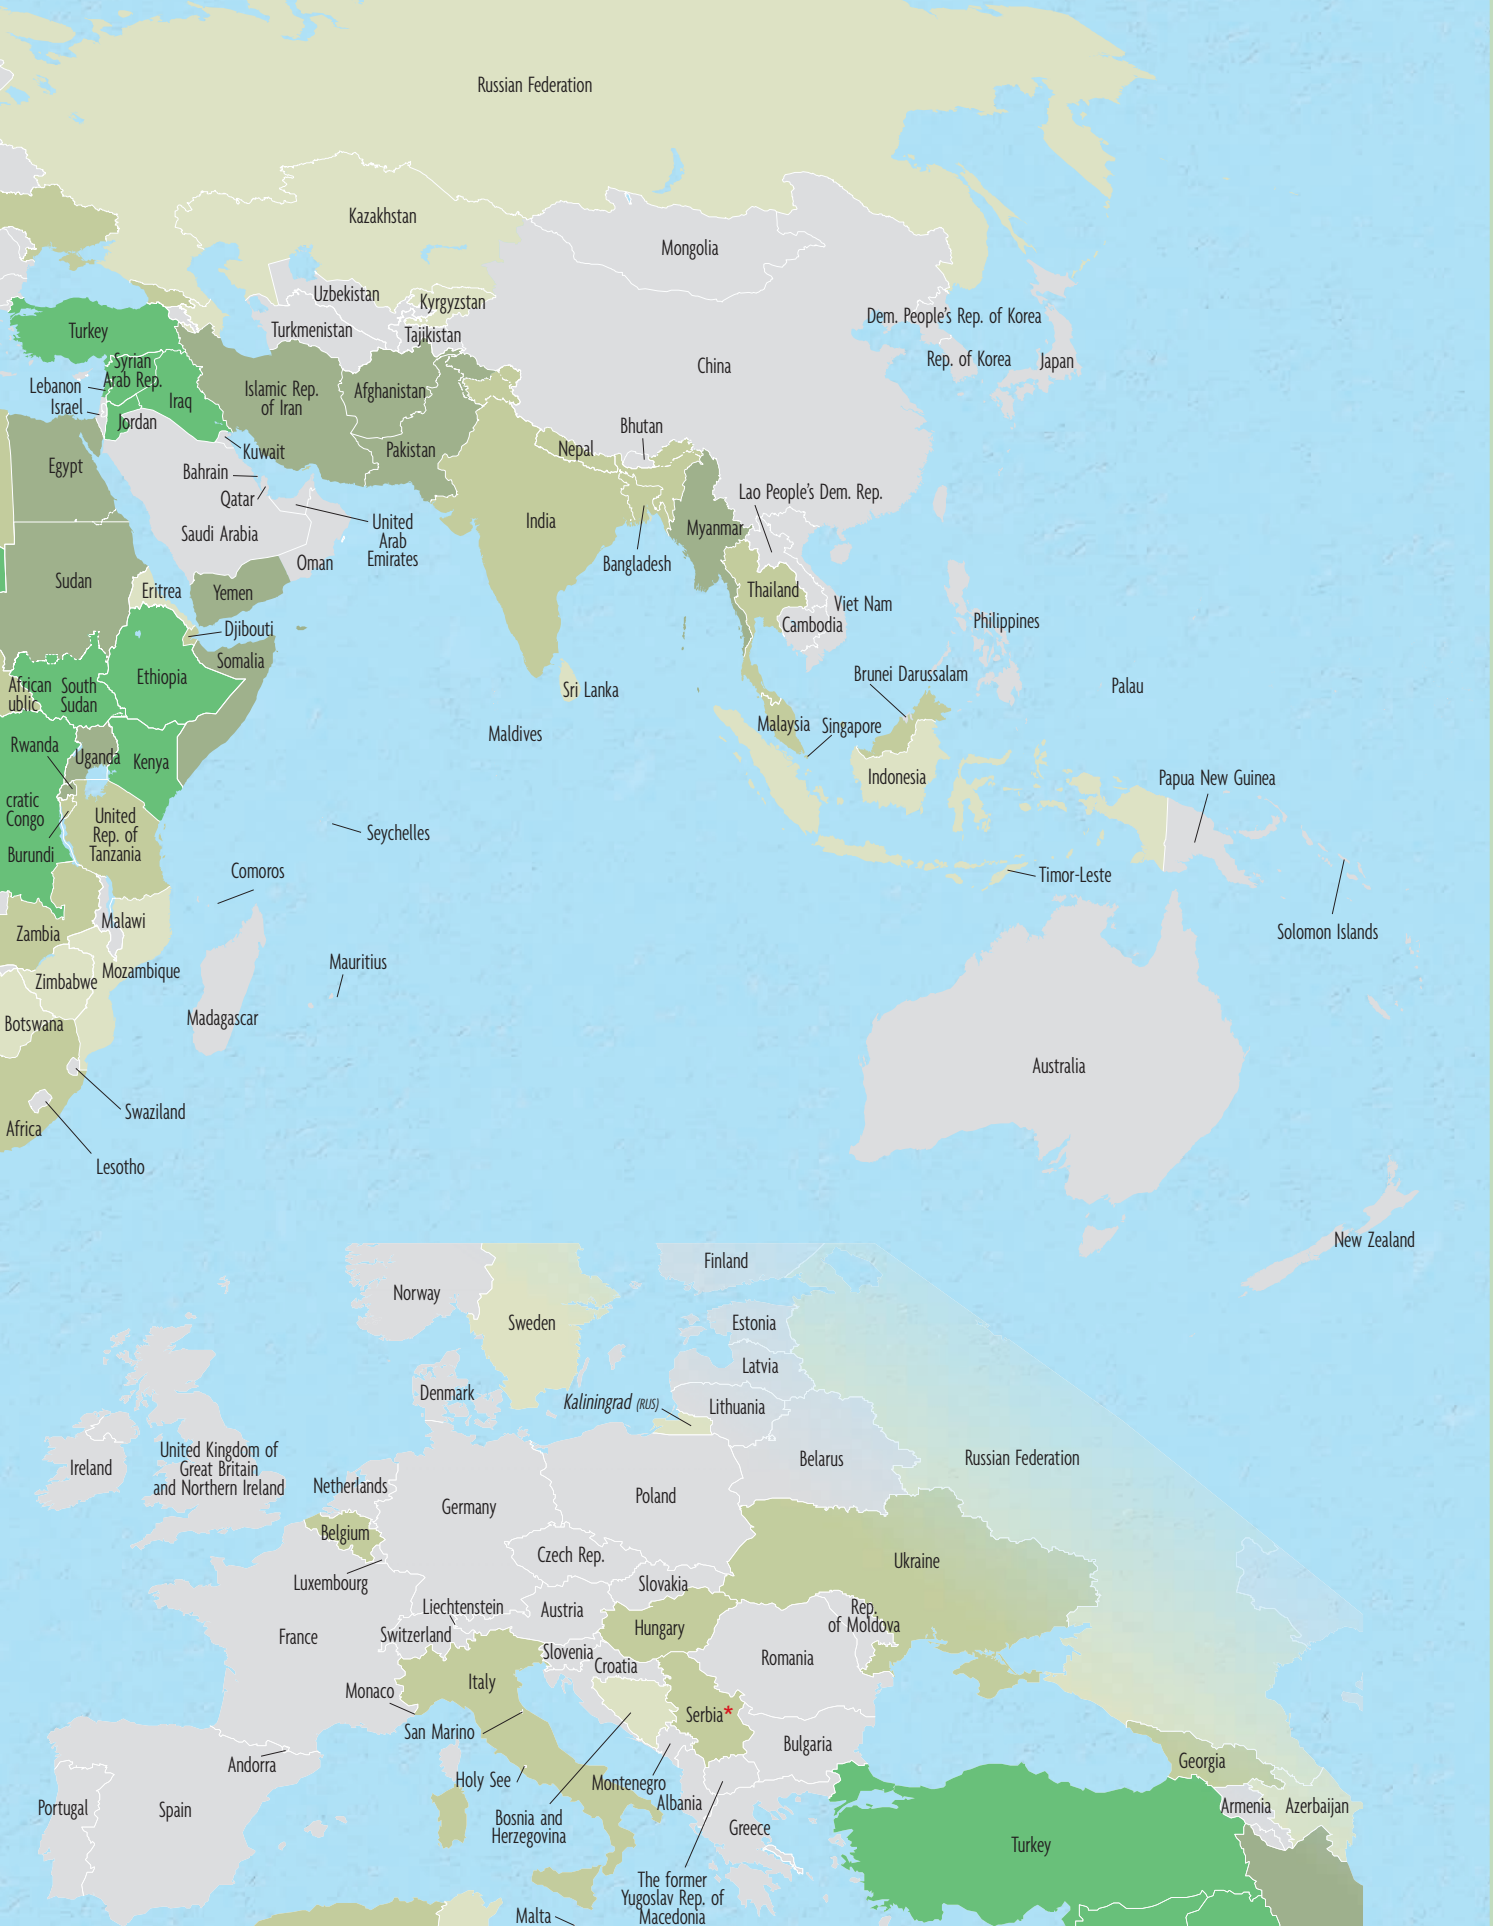 Russian Federation
Kazakhstan
Mongolia
Uzbekistan
Kyrgyzstan
Turkmenistan
Tajikistan
Dem. People's Rep. of Korea
Rep. of Korea
Japan
China
Turkey
Syrian
Arab Rep.
Lebanon
Israel
Iraq
Jordan
Islamic Rep.
of Iran
Afghanistan
Kuwait
Pakistan
Nepal
Bhutan
Egypt
Bahrain
Qatar
Saudi Arabia
United
Arab
Emirates
Oman
India
Bangladesh
Myanmar
Lao People's Dem. Rep.
Sudan
Eritrea
Yemen
Thailand
Viet Nam
Cambodia
Philippines
Djibouti
Somalia
Ethiopia
African
ublic
South
Sudan
Sri Lanka
Brunei Darussalam
Palau
Maldives
Malaysia
Singapore
Indonesia
Papua New Guinea
Rwanda
Uganda
Kenya
cratic
Congo
United
Rep. of
Tanzania
Burundi
Seychelles
Comoros
Timor-Leste
Solomon Islands
Zambia
Malawi
Mozambique
Zimbabwe
Mauritius
Madagascar
Botswana
Australia
Swaziland
Africa
Lesotho
New Zealand
Finland
Norway
Sweden
Estonia
Latvia
Denmark
Kaliningrad (RUS)
Lithuania
Belarus
Russian Federation
Ireland
United Kingdom of
Great Britain
and Northern Ireland
Netherlands
Germany
Poland
Belgium
Czech Rep.
Ukraine
Luxembourg
Slovakia
Liechtenstein
Austria
Rep.
of Moldova
France
Switzerland
Hungary
Slovenia
Croatia
Romania
Italy
Monaco
San Marino
Serbia*
Bulgaria
Andorra
Holy See
Montenegro
Georgia
Portugal
Spain
Bosnia and
Herzegovina
Albania
Armenia
Azerbaijan
Greece
Turkey
The former
Yugoslav Rep. of
Macedonia
Malta